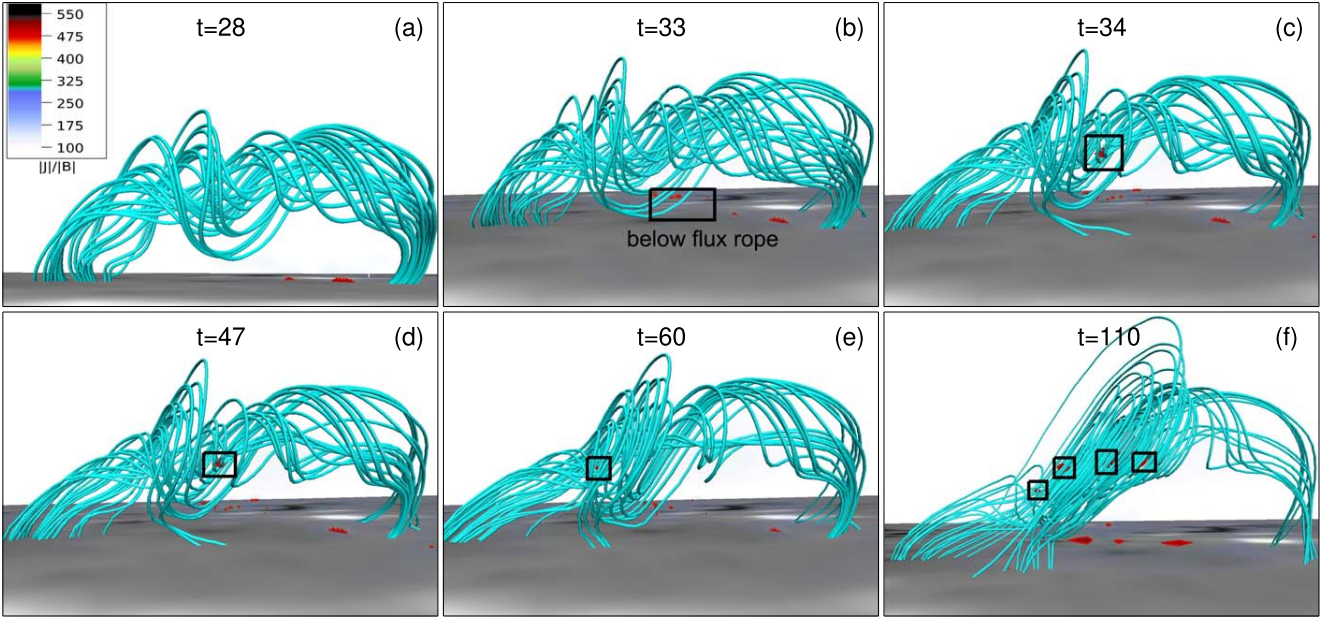 t=28
(a)
550
475
400
325
250
175
100
|J|/|B|
t=33
(b)
below flux rope
t=34
(c)
t=47
(d)
t=60
(e)
t=110
(f)